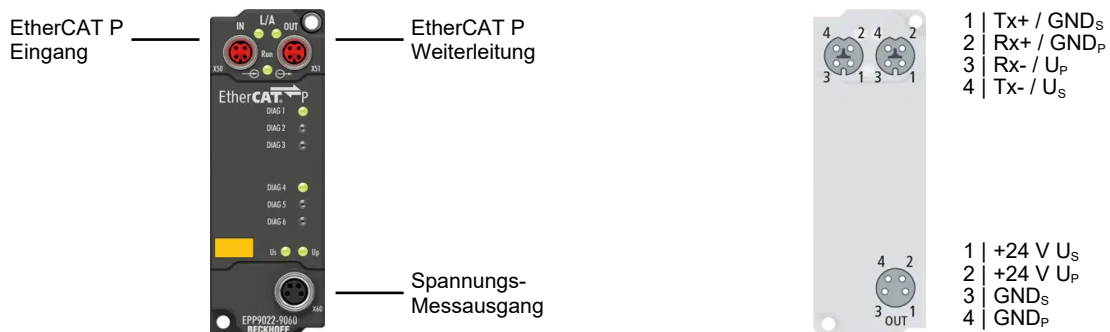 EtherCAT P
Eingang
EtherCAT P
Weiterleitung
IN L/A OUT
Run
X50 X51
EtherCAT P
DIAG 1
DIAG 2
DIAG 3
DIAG 4
DIAG 5
DIAG 6
Us Up
X60
EPP9022-9060
BECKHOFF
Spannungs-
Messausgang
4 2 4 2
3 1 3 1
1 | Tx+ / GNDS
2 | Rx+ / GNDP
3 | Rx- / UP
4 | Tx- / US
4 2
3 1
OUT
1 | +24 V US
2 | +24 V UP
3 | GNDS
4 | GNDP